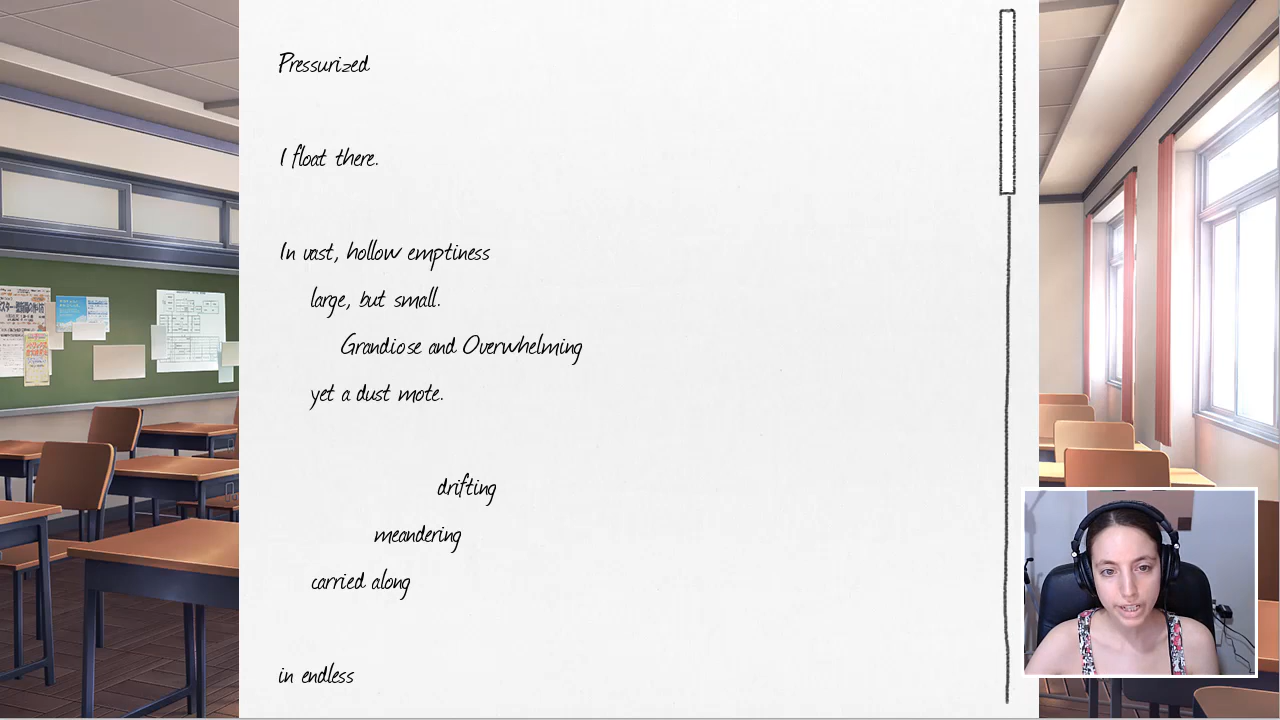 Pressurized
I float there.
In vast, hollow emptiness
large, but small.
Grandiose and Overwhelming
yet a dust mote.
drifting
meandering
carried along
in endless